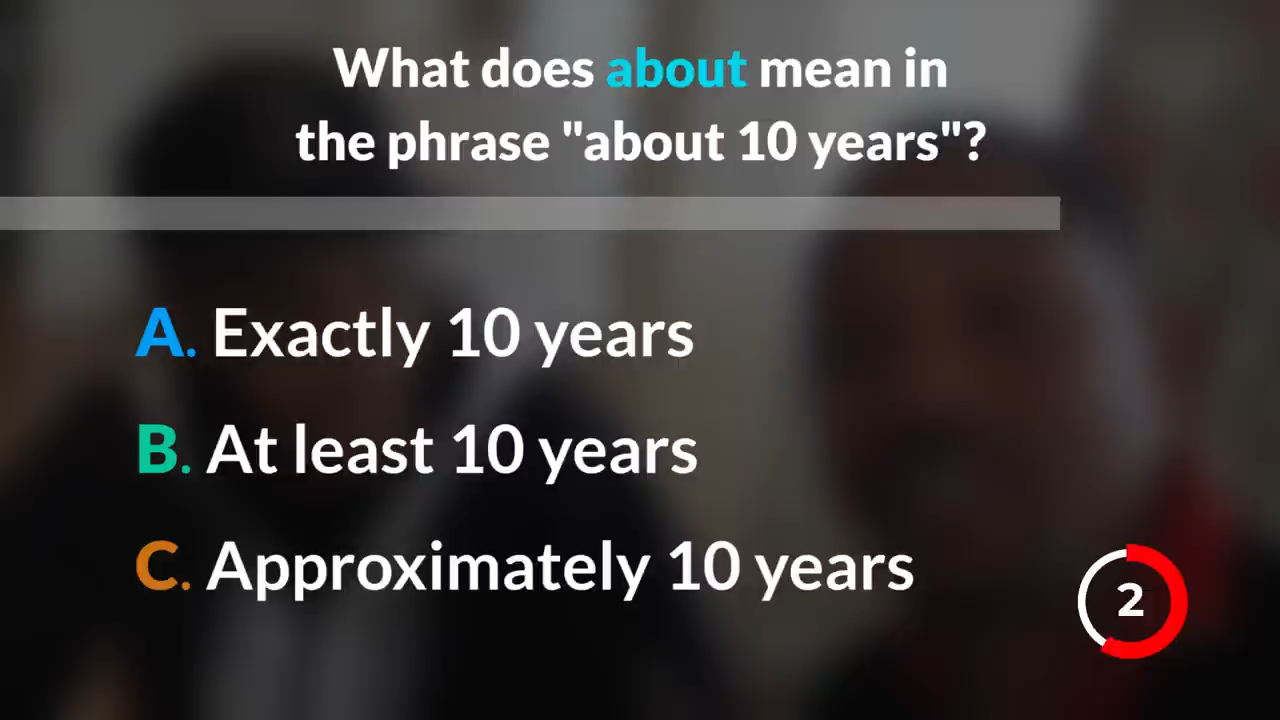 What does about mean in
the phrase "about 10 years"?
A. Exactly 10 years
B. At least 10 years
C. Approximately 10 years
2